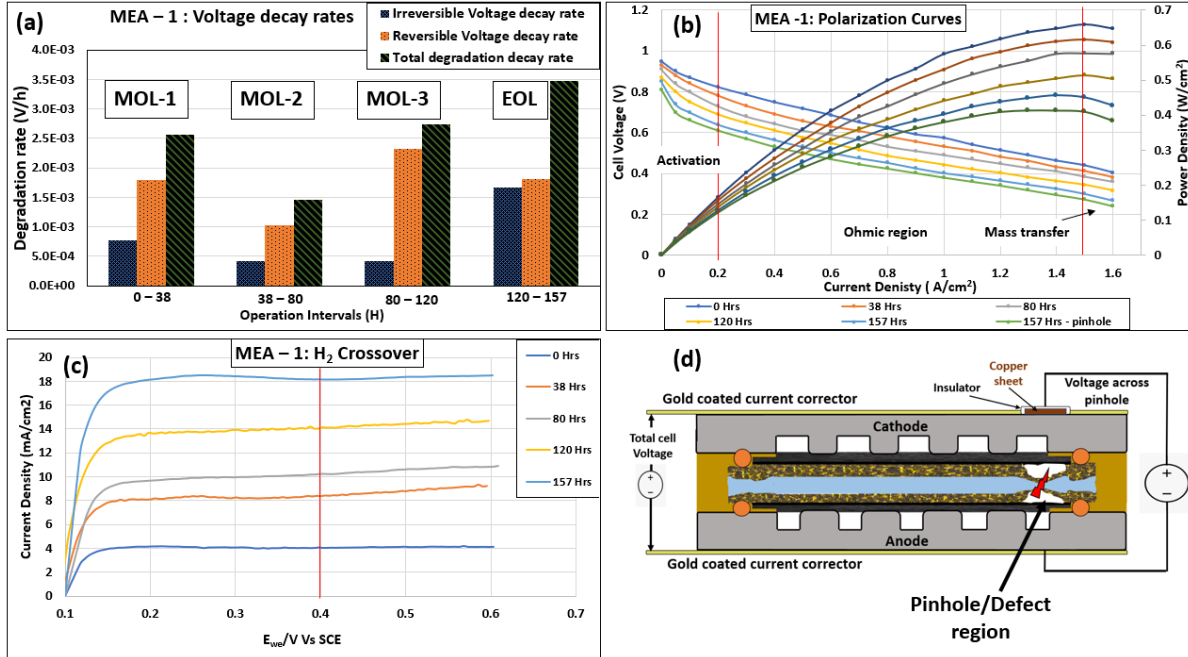 (a)
MEA – 1 : Voltage decay rates
Irreversible Voltage decay rate
Reversible Voltage decay rate
Total degradation decay rate
Degradation rate (V/h)
4.0E-03
3.5E-03
3.0E-03
2.5E-03
2.0E-03
1.5E-03
1.0E-03
5.0E-04
0.0E+00
MOL-1
MOL-2
MOL-3
EOL
0 – 38
38 – 80
80 – 120
120 – 157
Operation Intervals (H)
(b)
MEA -1: Polarization Curves
Cell Voltage (V)
1.2
1
0.8
0.6
0.4
0.2
0
Power Density (W/cm²)
0.7
0.6
0.5
0.4
0.3
0.2
0.1
0
Activation
Ohmic region
Mass transfer
0
0.2
0.4
0.6
0.8
1
1.2
1.4
1.6
Current Denisty ( A/cm²)
0 Hrs
38 Hrs
80 Hrs
120 Hrs
157 Hrs
157 Hrs - pinhole
(c)
MEA – 1: H₂ Crossover
Current Density (mA/cm2)
20
18
16
14
12
10
8
6
4
2
0
0.1
0.2
0.3
0.4
0.5
0.6
0.7
E_we/V Vs SCE
0 Hrs
38 Hrs
80 Hrs
120 Hrs
157 Hrs
(d)
Copper
sheet
Insulator
Voltage across
pinhole
Gold coated current corrector
Total cell
Voltage
Cathode
Anode
Gold coated current corrector
Pinhole/Defect
region